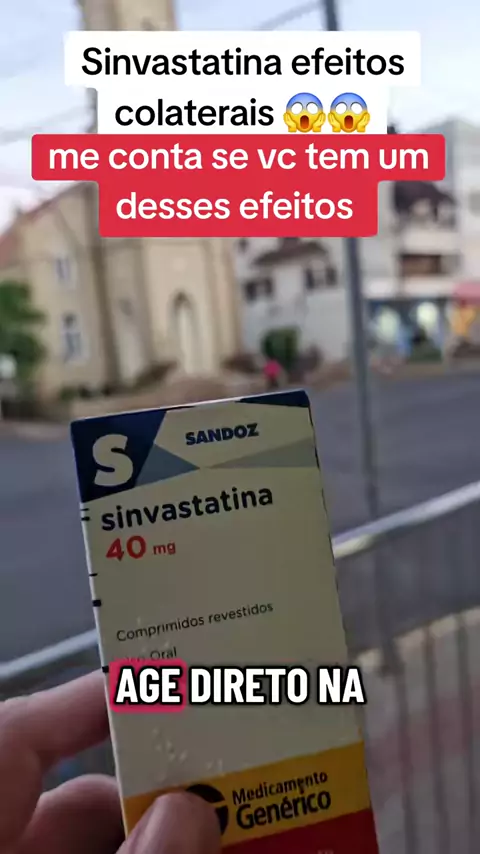 Sinvastatina efeitos
colaterais 😱😱
me conta se vc tem um
desses efeitos
S
SANDOZ
sinvastatina
40 mg
Comprimidos revestidos
Oral
AGE DIRETO NA
Medicamento
Genérico